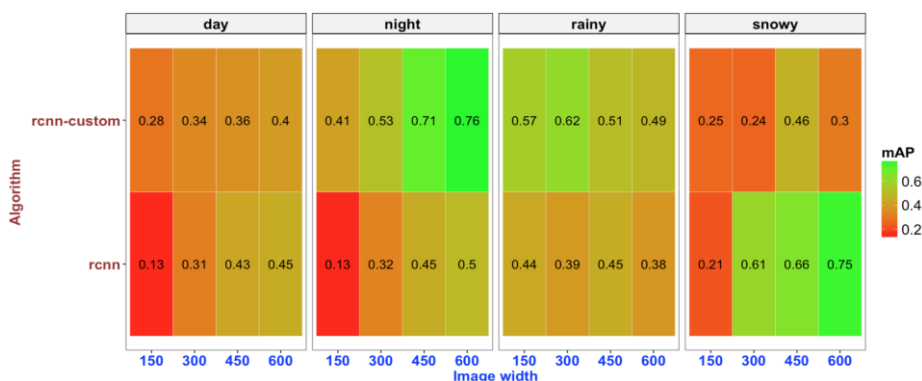 day night rainy snowy
rcnn-custom 0.28 0.34 0.36 0.4 0.41 0.53 0.71 0.76 0.57 0.62 0.51 0.49 0.25 0.24 0.46 0.3
mAP
0.6
0.4
0.2
Algorithm
rcnn 0.13 0.31 0.43 0.45 0.13 0.32 0.45 0.5 0.44 0.39 0.45 0.38 0.21 0.61 0.66 0.75
150 300 450 600 150 300 450 600 150 300 450 600 150 300 450 600
Image width